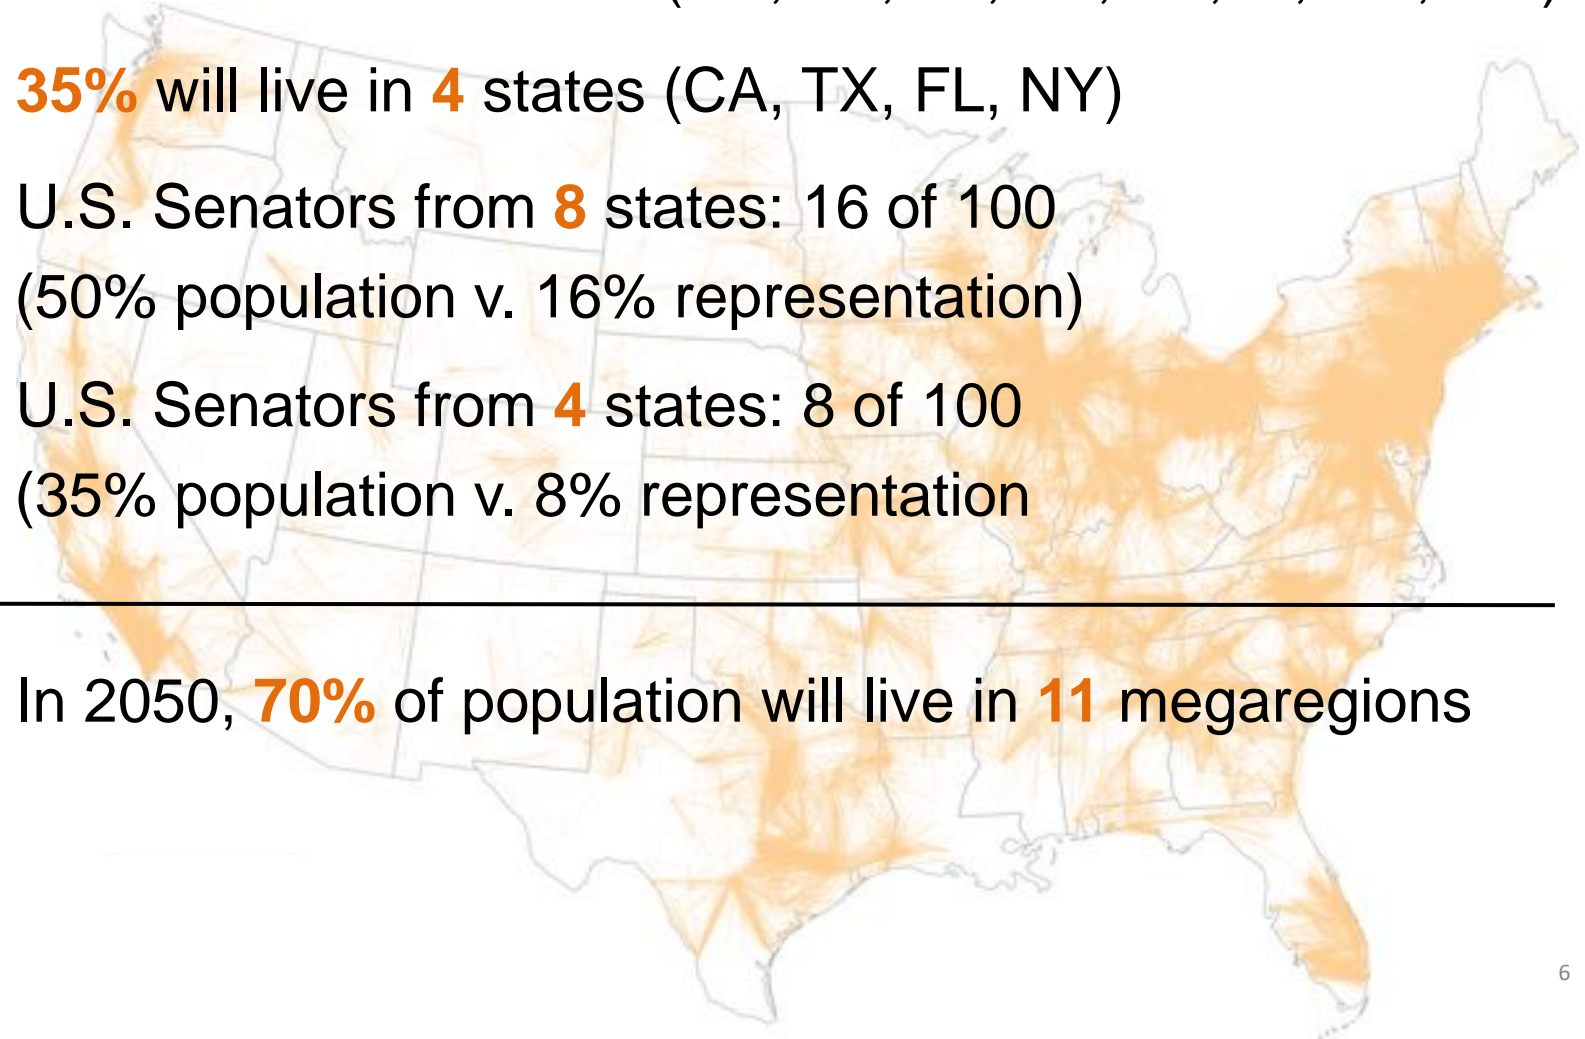 35% will live in 4 states (CA, TX, FL, NY)
U.S. Senators from 8 states: 16 of 100
(50% population v. 16% representation)
U.S. Senators from 4 states: 8 of 100
(35% population v. 8% representation
In 2050, 70% of population will live in 11 megaregions
6